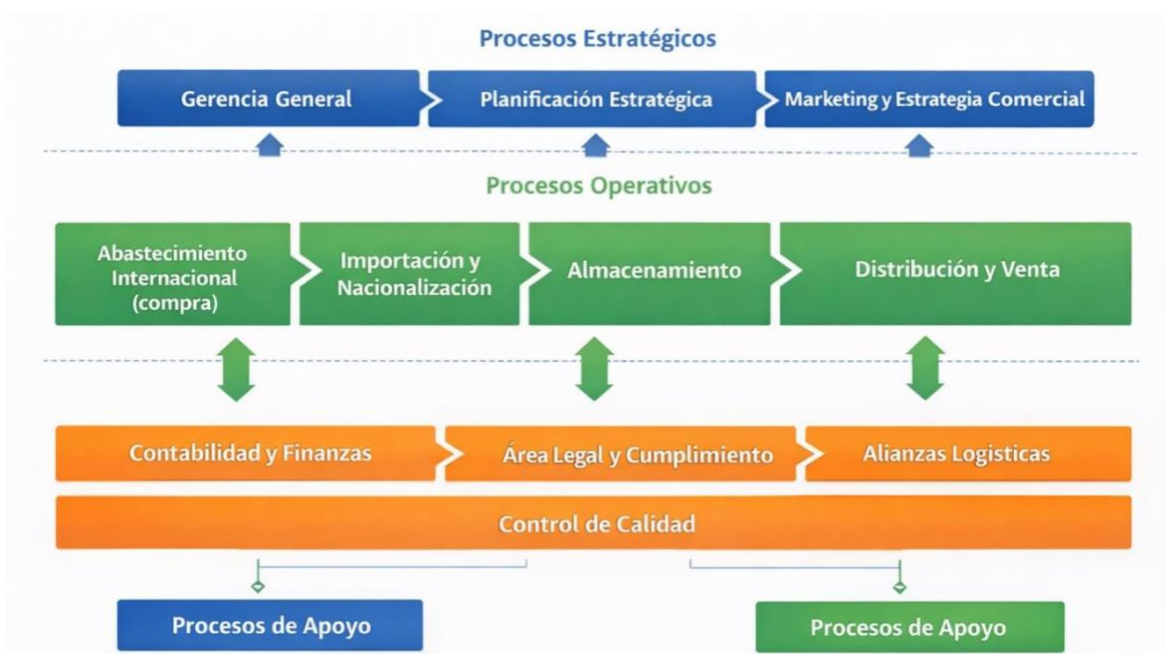 Procesos Estratégicos
Gerencia General
Planificación Estratégica
Marketing y Estrategia Comercial
Procesos Operativos
Abastecimiento
Internacional
(compra)
Importación y
Nacionalización
Almacenamiento
Distribución y Venta
Contabilidad y Finanzas
Área Legal y Cumplimiento
Alianzas Logisticas
Control de Calidad
Procesos de Apoyo
Procesos de Apoyo